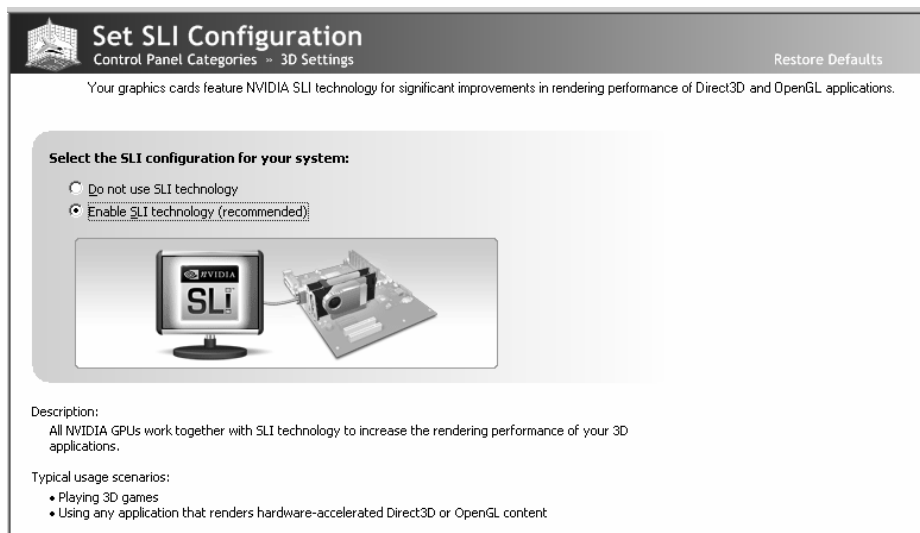 Set SLI Configuration
Control Panel Categories » 3D Settings
Restore Defaults
Your graphics cards feature NVIDIA SLI technology for significant improvements in rendering performance of Direct3D and OpenGL applications.
Select the SLI configuration for your system:
Do not use SLI technology
Enable SLI technology (recommended)
NVIDIA
SLI
Description:
All NVIDIA GPUs work together with SLI technology to increase the rendering performance of your 3D
applications.
Typical usage scenarios:
• Playing 3D games
• Using any application that renders hardware-accelerated Direct3D or OpenGL content